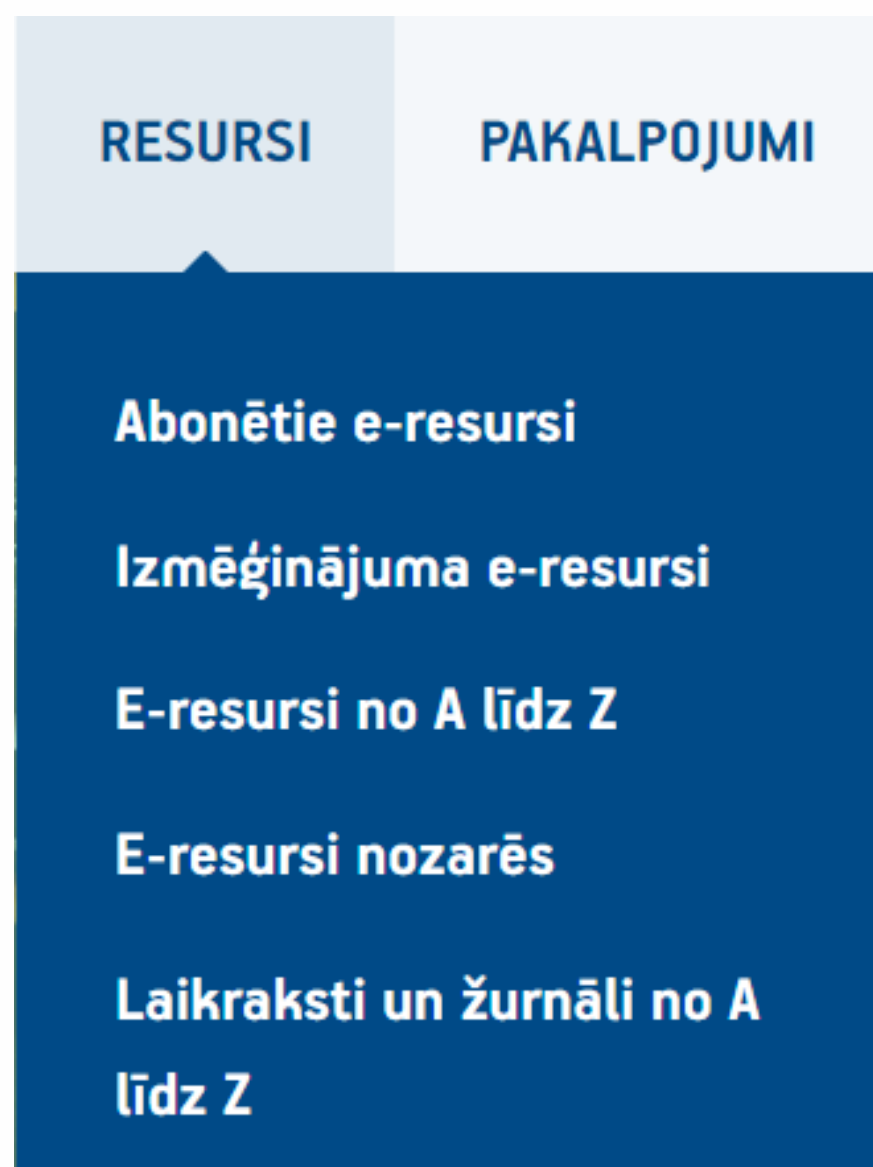 RESURSI
PAKALPOJUMI
Abonētie e-resursi
Izmēģinājuma e-resursi
E-resursi no A līdz Z
E-resursi nozarēs
Laikraksti un žurnāli no A
līdz Z